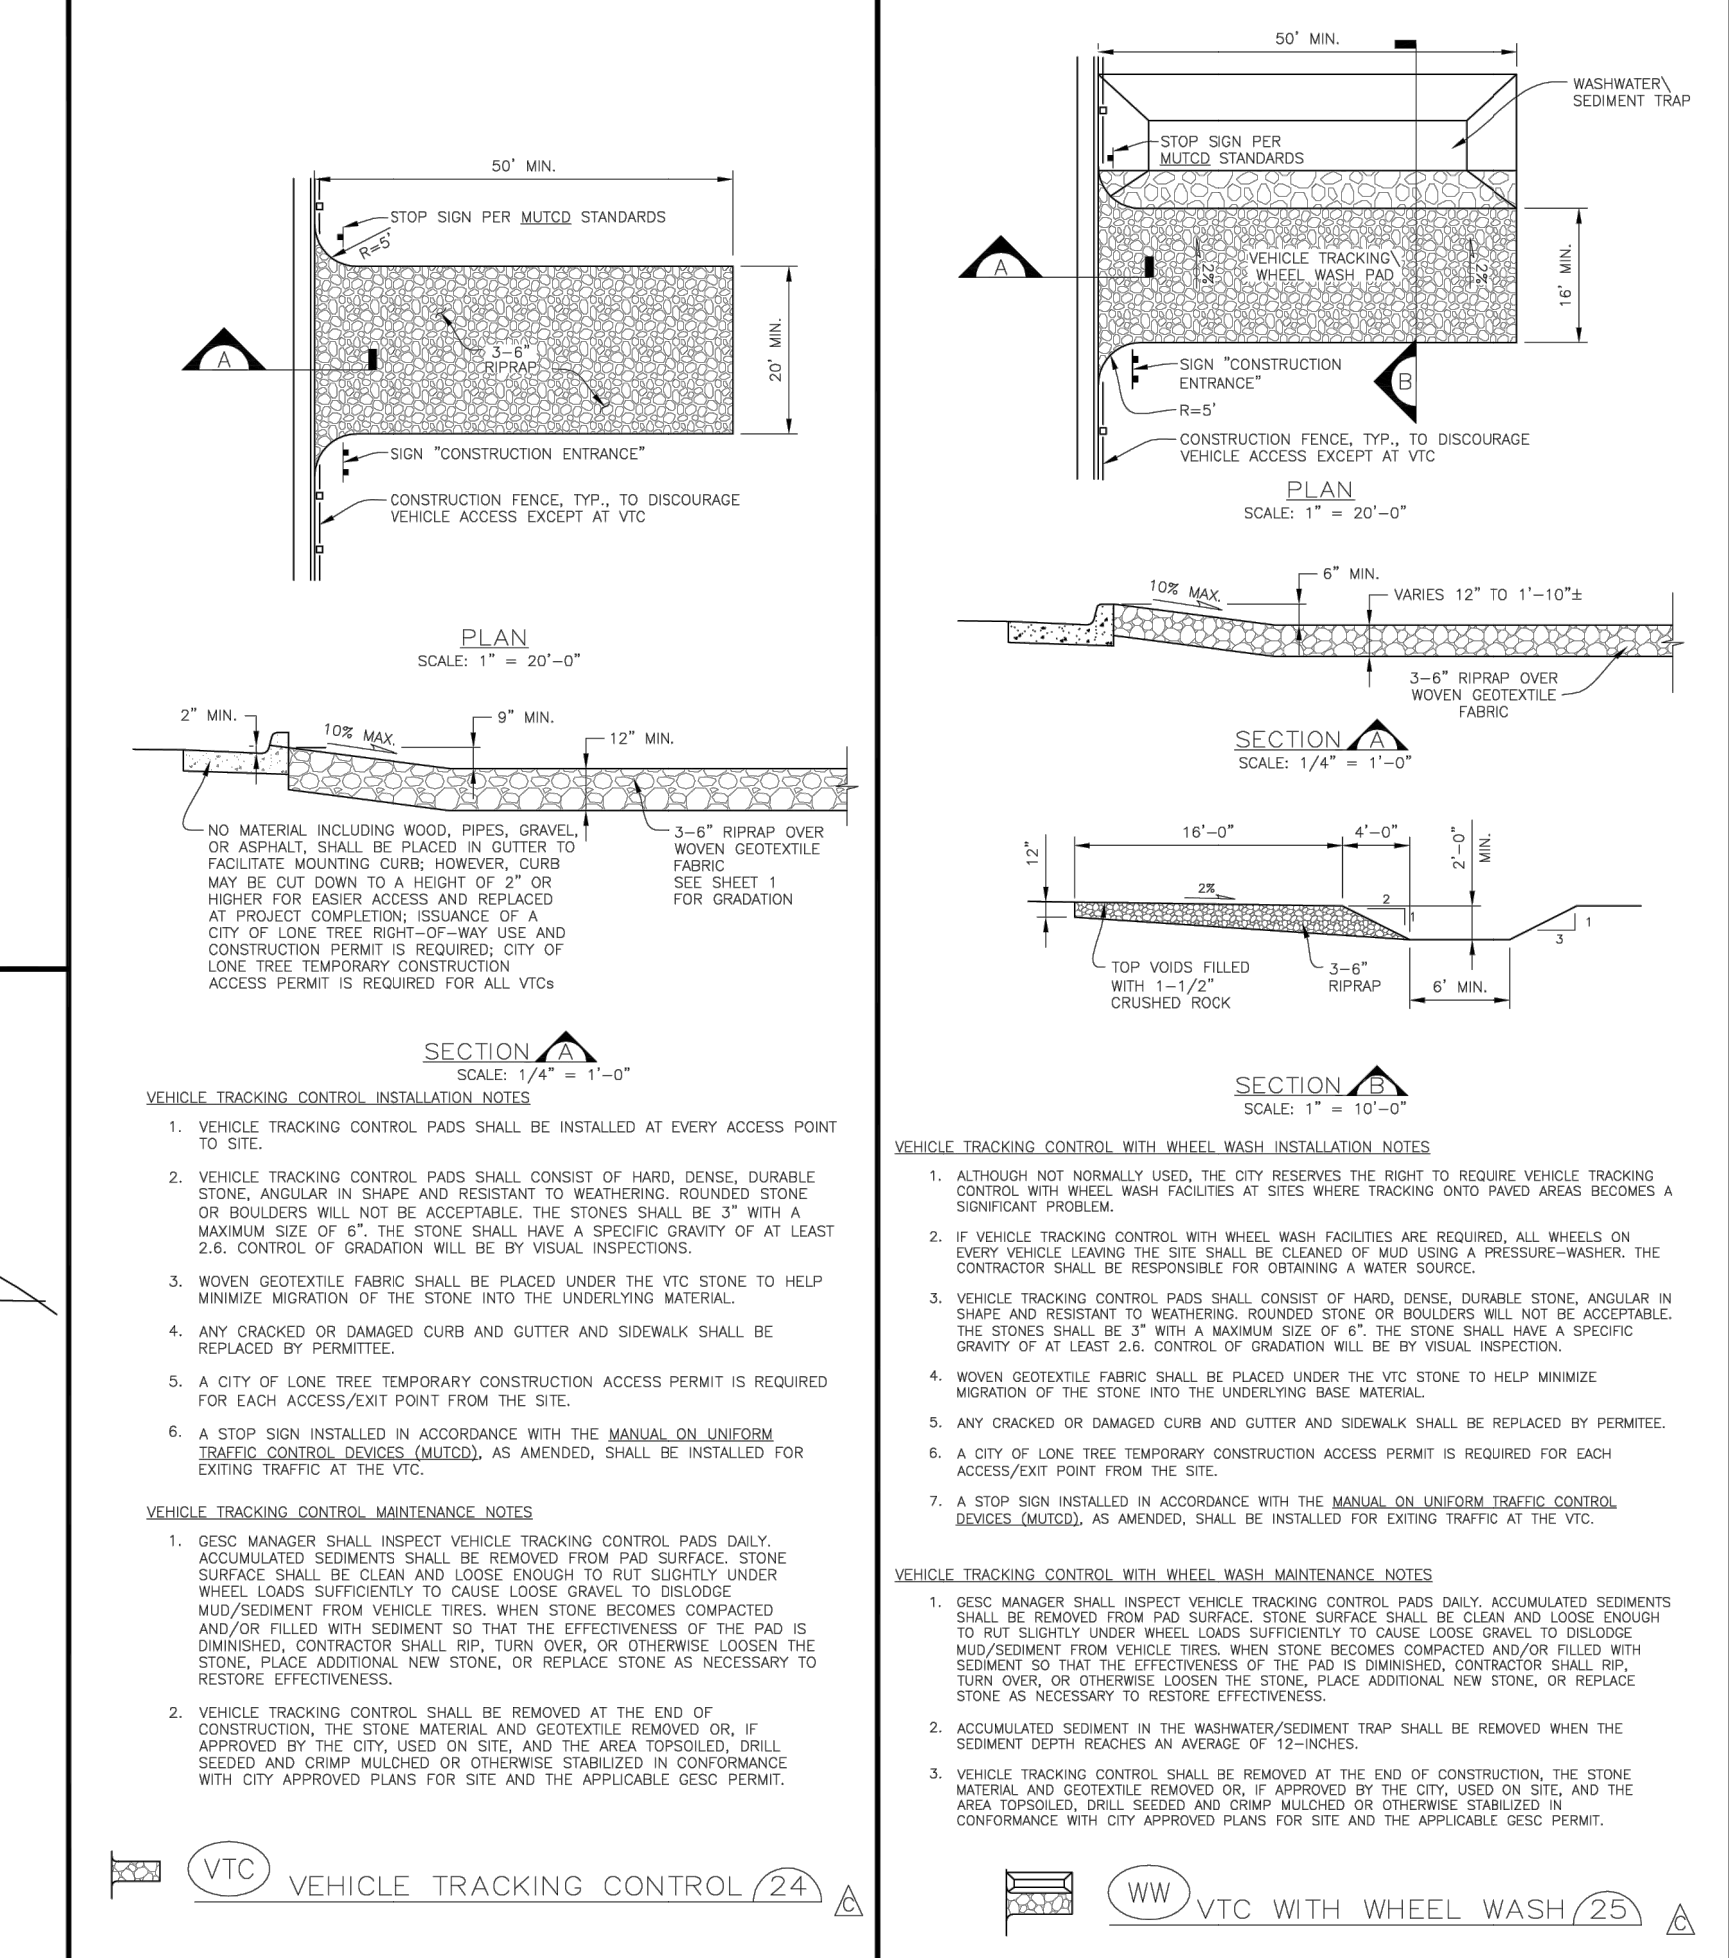 50' MIN.
STOP SIGN PER MUTCD STANDARDS
R=5'
A
3-6"
RIPRAP
20' MIN.
SIGN "CONSTRUCTION ENTRANCE"
CONSTRUCTION FENCE, TYP., TO DISCOURAGE
VEHICLE ACCESS EXCEPT AT VTC
PLAN
SCALE: 1" = 20'-0"
2" MIN.
10% MAX.
9" MIN.
12" MIN.
NO MATERIAL INCLUDING WOOD, PIPES, GRAVEL,
OR ASPHALT, SHALL BE PLACED IN GUTTER TO
FACILITATE MOUNTING CURB; HOWEVER, CURB
MAY BE CUT DOWN TO A HEIGHT OF 2" OR
HIGHER FOR EASIER ACCESS AND REPLACED
AT PROJECT COMPLETION; ISSUANCE OF A
CITY OF LONE TREE RIGHT-OF-WAY USE AND
CONSTRUCTION PERMIT IS REQUIRED; CITY OF
LONE TREE TEMPORARY CONSTRUCTION
ACCESS PERMIT IS REQUIRED FOR ALL VTCs
3-6" RIPRAP OVER
WOVEN GEOTEXTILE
FABRIC
SEE SHEET 1
FOR GRADATION
SECTION A
SCALE: 1/4" = 1'-0"
VEHICLE TRACKING CONTROL INSTALLATION NOTES
1. VEHICLE TRACKING CONTROL PADS SHALL BE INSTALLED AT EVERY ACCESS POINT
TO SITE.
2. VEHICLE TRACKING CONTROL PADS SHALL CONSIST OF HARD, DENSE, DURABLE
STONE, ANGULAR IN SHAPE AND RESISTANT TO WEATHERING. ROUNDED STONE
OR BOULDERS WILL NOT BE ACCEPTABLE. THE STONES SHALL BE 3" WITH A
MAXIMUM SIZE OF 6". THE STONE SHALL HAVE A SPECIFIC GRAVITY OF AT LEAST
2.6. CONTROL OF GRADATION WILL BE BY VISUAL INSPECTIONS.
3. WOVEN GEOTEXTILE FABRIC SHALL BE PLACED UNDER THE VTC STONE TO HELP
MINIMIZE MIGRATION OF THE STONE INTO THE UNDERLYING MATERIAL.
4. ANY CRACKED OR DAMAGED CURB AND GUTTER AND SIDEWALK SHALL BE
REPLACED BY PERMITTEE.
5. A CITY OF LONE TREE TEMPORARY CONSTRUCTION ACCESS PERMIT IS REQUIRED
FOR EACH ACCESS/EXIT POINT FROM THE SITE.
6. A STOP SIGN INSTALLED IN ACCORDANCE WITH THE MANUAL ON UNIFORM
TRAFFIC CONTROL DEVICES (MUTCD), AS AMENDED, SHALL BE INSTALLED FOR
EXITING TRAFFIC AT THE VTC.
VEHICLE TRACKING CONTROL MAINTENANCE NOTES
1. GESC MANAGER SHALL INSPECT VEHICLE TRACKING CONTROL PADS DAILY.
ACCUMULATED SEDIMENTS SHALL BE REMOVED FROM PAD SURFACE. STONE
SURFACE SHALL BE CLEAN AND LOOSE ENOUGH TO RUT SLIGHTLY UNDER
WHEEL LOADS SUFFICIENTLY TO CAUSE LOOSE GRAVEL TO DISLODGE
MUD/SEDIMENT FROM VEHICLE TIRES. WHEN STONE BECOMES COMPACTED
AND/OR FILLED WITH SEDIMENT SO THAT THE EFFECTIVENESS OF THE PAD IS
DIMINISHED, CONTRACTOR SHALL RIP, TURN OVER, OR OTHERWISE LOOSEN THE
STONE, PLACE ADDITIONAL NEW STONE, OR REPLACE STONE AS NECESSARY TO
RESTORE EFFECTIVENESS.
2. VEHICLE TRACKING CONTROL SHALL BE REMOVED AT THE END OF
CONSTRUCTION, THE STONE MATERIAL AND GEOTEXTILE REMOVED OR, IF
APPROVED BY THE CITY, USED ON SITE, AND THE AREA TOPSOILED, DRILL
SEEDED AND CRIMP MULCHED OR OTHERWISE STABILIZED IN CONFORMANCE
WITH CITY APPROVED PLANS FOR SITE AND THE APPLICABLE GESC PERMIT.
VTC VEHICLE TRACKING CONTROL 24 C
50' MIN.
WASHWATER\
SEDIMENT TRAP
STOP SIGN PER
MUTCD STANDARDS
A
2%
VEHICLE TRACKING\
WHEEL WASH PAD
2%
16' MIN.
SIGN "CONSTRUCTION
ENTRANCE"
B
R=5'
CONSTRUCTION FENCE, TYP., TO DISCOURAGE
VEHICLE ACCESS EXCEPT AT VTC
PLAN
SCALE: 1" = 20'-0"
6" MIN.
10% MAX.
VARIES 12" TO 1'-10"±
3-6" RIPRAP OVER
WOVEN GEOTEXTILE
FABRIC
SECTION A
SCALE: 1/4" = 1'-0"
12"
16'-0"
4'-0"
2'-0"
MIN.
2%
2
1
1
3
TOP VOIDS FILLED
WITH 1-1/2"
CRUSHED ROCK
3-6"
RIPRAP
6' MIN.
SECTION B
SCALE: 1" = 10'-0"
VEHICLE TRACKING CONTROL WITH WHEEL WASH INSTALLATION NOTES
1. ALTHOUGH NOT NORMALLY USED, THE CITY RESERVES THE RIGHT TO REQUIRE VEHICLE TRACKING
CONTROL WITH WHEEL WASH FACILITIES AT SITES WHERE TRACKING ONTO PAVED AREAS BECOMES A
SIGNIFICANT PROBLEM.
2. IF VEHICLE TRACKING CONTROL WITH WHEEL WASH FACILITIES ARE REQUIRED, ALL WHEELS ON
EVERY VEHICLE LEAVING THE SITE SHALL BE CLEANED OF MUD USING A PRESSURE-WASHER. THE
CONTRACTOR SHALL BE RESPONSIBLE FOR OBTAINING A WATER SOURCE.
3. VEHICLE TRACKING CONTROL PADS SHALL CONSIST OF HARD, DENSE, DURABLE STONE, ANGULAR IN
SHAPE AND RESISTANT TO WEATHERING. ROUNDED STONE OR BOULDERS WILL NOT BE ACCEPTABLE.
THE STONES SHALL BE 3" WITH A MAXIMUM SIZE OF 6". THE STONE SHALL HAVE A SPECIFIC
GRAVITY OF AT LEAST 2.6. CONTROL OF GRADATION WILL BE BY VISUAL INSPECTION.
4. WOVEN GEOTEXTILE FABRIC SHALL BE PLACED UNDER THE VTC STONE TO HELP MINIMIZE
MIGRATION OF THE STONE INTO THE UNDERLYING BASE MATERIAL.
5. ANY CRACKED OR DAMAGED CURB AND GUTTER AND SIDEWALK SHALL BE REPLACED BY PERMITEE.
6. A CITY OF LONE TREE TEMPORARY CONSTRUCTION ACCESS PERMIT IS REQUIRED FOR EACH
ACCESS/EXIT POINT FROM THE SITE.
7. A STOP SIGN INSTALLED IN ACCORDANCE WITH THE MANUAL ON UNIFORM TRAFFIC CONTROL
DEVICES (MUTCD), AS AMENDED, SHALL BE INSTALLED FOR EXITING TRAFFIC AT THE VTC.
VEHICLE TRACKING CONTROL WITH WHEEL WASH MAINTENANCE NOTES
1. GESC MANAGER SHALL INSPECT VEHICLE TRACKING CONTROL PADS DAILY. ACCUMULATED SEDIMENTS
SHALL BE REMOVED FROM PAD SURFACE. STONE SURFACE SHALL BE CLEAN AND LOOSE ENOUGH
TO RUT SLIGHTLY UNDER WHEEL LOADS SUFFICIENTLY TO CAUSE LOOSE GRAVEL TO DISLODGE
MUD/SEDIMENT FROM VEHICLE TIRES. WHEN STONE BECOMES COMPACTED AND/OR FILLED WITH
SEDIMENT SO THAT THE EFFECTIVENESS OF THE PAD IS DIMINISHED, CONTRACTOR SHALL RIP,
TURN OVER, OR OTHERWISE LOOSEN THE STONE, PLACE ADDITIONAL NEW STONE, OR REPLACE
STONE AS NECESSARY TO RESTORE EFFECTIVENESS.
2. ACCUMULATED SEDIMENT IN THE WASHWATER/SEDIMENT TRAP SHALL BE REMOVED WHEN THE
SEDIMENT DEPTH REACHES AN AVERAGE OF 12-INCHES.
3. VEHICLE TRACKING CONTROL SHALL BE REMOVED AT THE END OF CONSTRUCTION, THE STONE
MATERIAL AND GEOTEXTILE REMOVED OR, IF APPROVED BY THE CITY, USED ON SITE, AND THE
AREA TOPSOILED, DRILL SEEDED AND CRIMP MULCHED OR OTHERWISE STABILIZED IN
CONFORMANCE WITH CITY APPROVED PLANS FOR SITE AND THE APPLICABLE GESC PERMIT.
WW VTC WITH WHEEL WASH 25 C